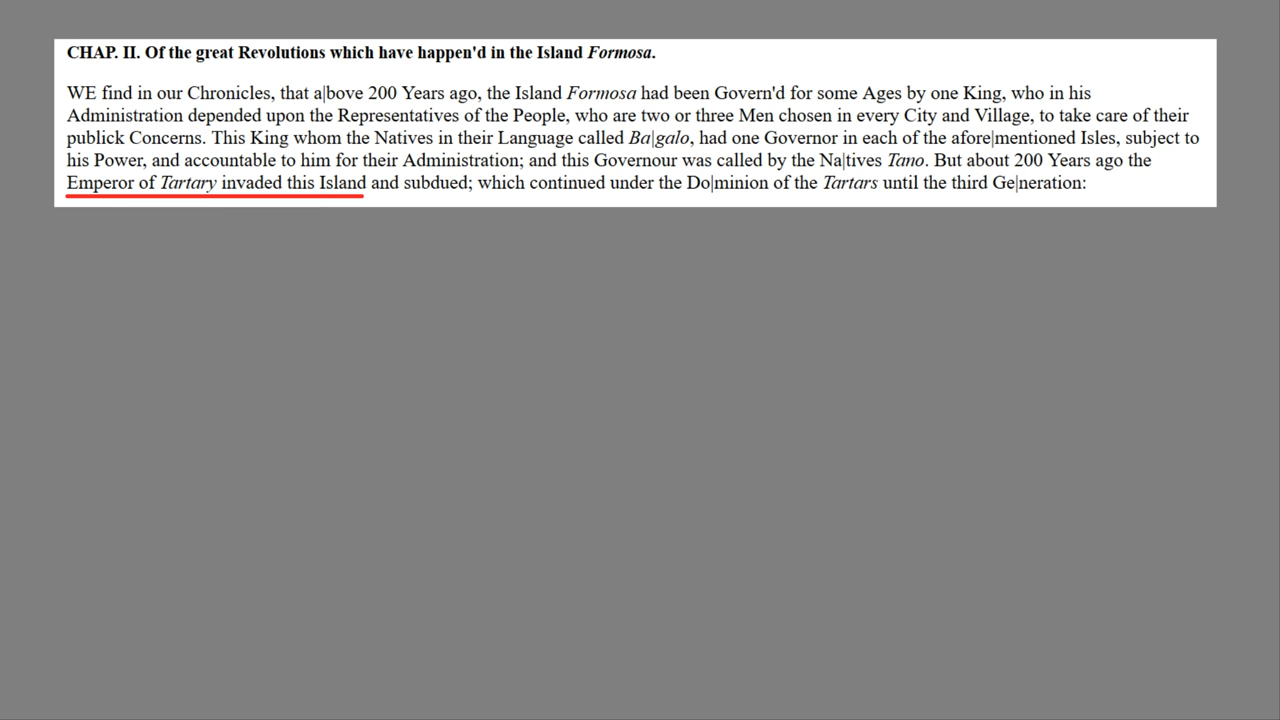 CHAP. II. Of the great Revolutions which have happen'd in the Island Formosa.
WE find in our Chronicles, that a|bove 200 Years ago, the Island Formosa had been Govern'd for some Ages by one King, who in his
Administration depended upon the Representatives of the People, who are two or three Men chosen in every City and Village, to take care of their
publick Concerns. This King whom the Natives in their Language called Ba|galo, had one Governor in each of the afore|mentioned Isles, subject to
his Power, and accountable to him for their Administration; and this Governour was called by the Na|tives Tano. But about 200 Years ago the
Emperor of Tartary invaded this Island and subdued; which continued under the Do|minion of the Tartars until the third Ge|neration: